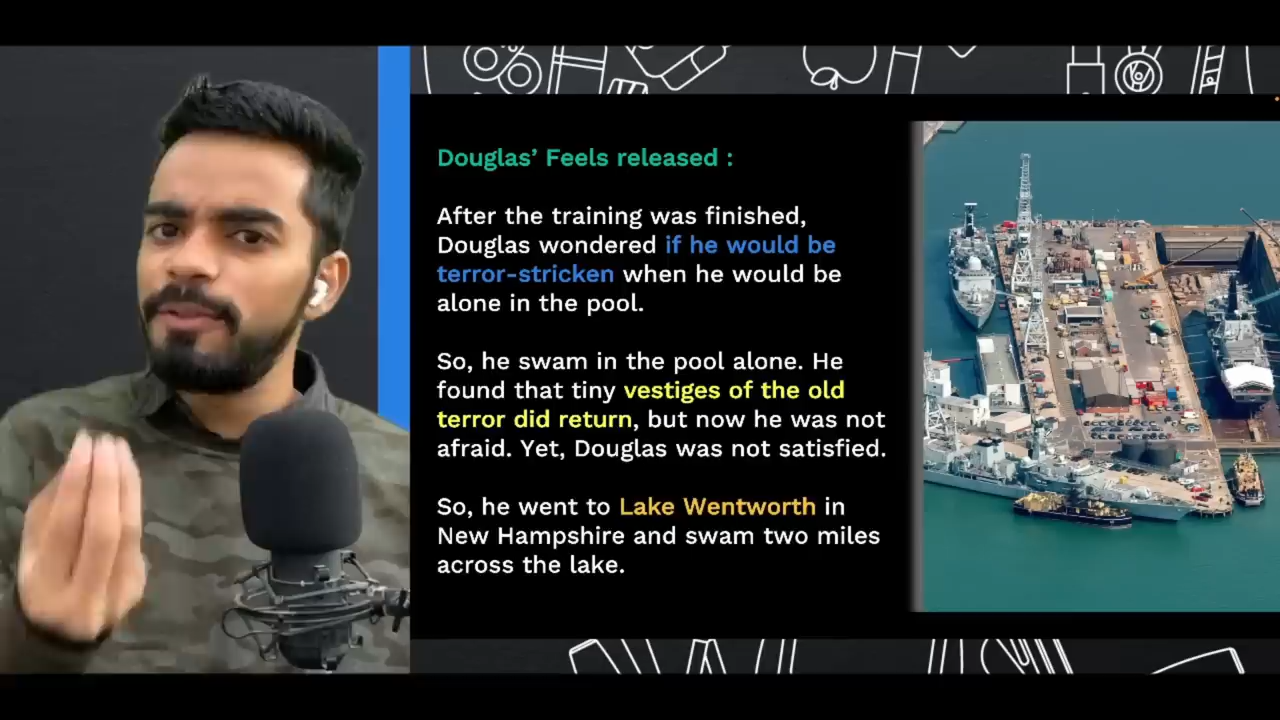 Douglas’ Feels released :
After the training was finished,
Douglas wondered if he would be
terror-stricken when he would be
alone in the pool.
So, he swam in the pool alone. He
found that tiny vestiges of the old
terror did return, but now he was not
afraid. Yet, Douglas was not satisfied.
So, he went to Lake Wentworth in
New Hampshire and swam two miles
across the lake.